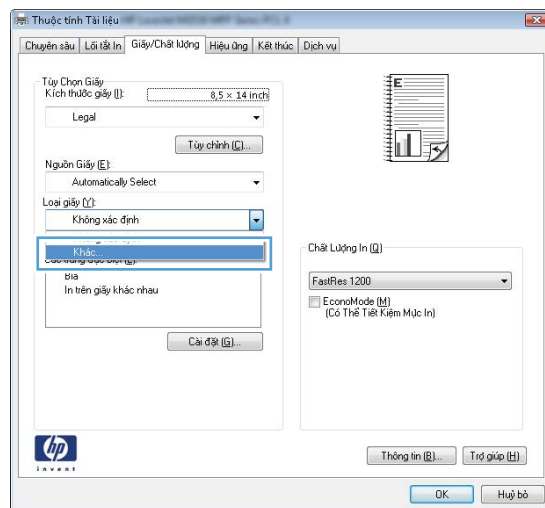 Thuộc tính Tài liệu
Chuyên sâu Lối tắt In Giấy/Chất lượng Hiệu ứng Kết thúc Dịch vụ
Tùy Chọn Giấy
Kích thước giấy (I):
8,5 × 14 inch
Legal
Tùy chỉnh (C)...
Nguồn Giấy (E):
Automatically Select
Loại giấy (Y):
Không xác định
Khác...
Bìa
In trên giấy khác nhau
Cài đặt (G)...
E
Chất Lượng In (Q)
FastRes 1200
EconoMode (M)
(Có Thể Tiết Kiệm Mực In)
hp
invent
Thông tin (B)... Trợ giúp (H)
OK Huỷ bỏ